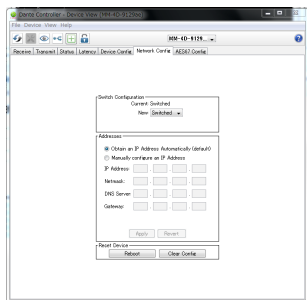 Dante Controller - Device View (MM-4D-9129ee)
File Device View Help
MM-4D-9129...
Receive Transmit Status Latency Device Config Network Config AES67 Config
Switch Configuration
Current: Switched
New: Switched
Addresses
Obtain an IP Address Automatically (default)
Manually configure an IP Address
IP Address:
Netmask:
DNS Server:
Gateway:
Apply Revert
Reset Device
Reboot Clear Config